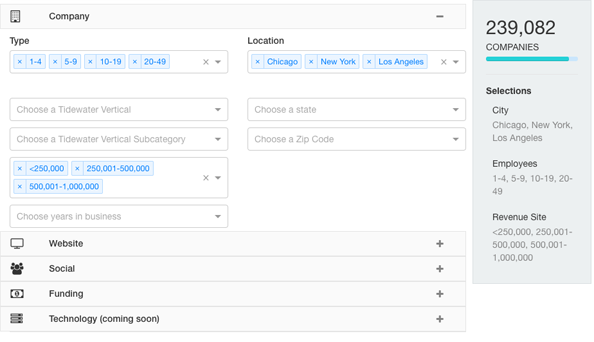 Company
Type
Location
× 1-4 × 5-9 × 10-19 × 20-49
× Chicago × New York × Los Angeles
Choose a Tidewater Vertical
Choose a state
Choose a Tidewater Vertical Subcategory
Choose a Zip Code
× <250,000 × 250,001-500,000
× 500,001-1,000,000
Choose years in business
Website
Social
Funding
Technology (coming soon)
239,082
COMPANIES
Selections
City
Chicago, New York,
Los Angeles
Employees
1-4, 5-9, 10-19, 20-
49
Revenue Site
<250,000, 250,001-
500,000, 500,001-
1,000,000